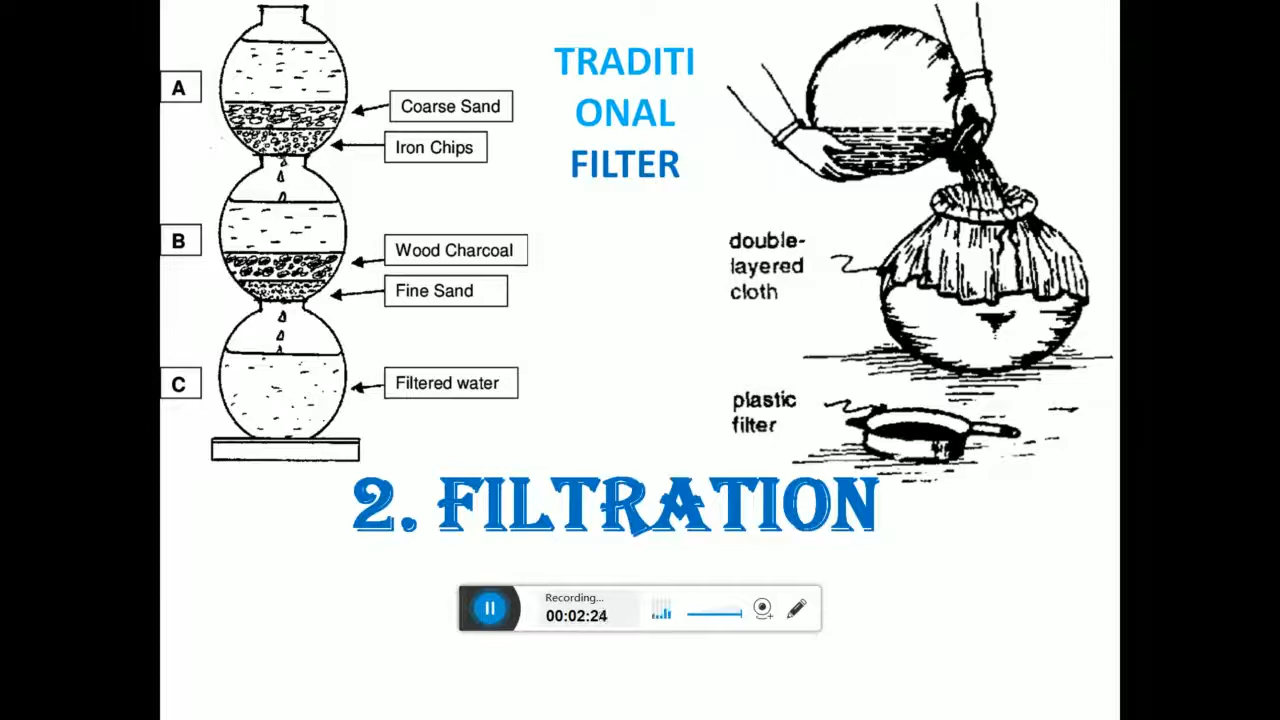 A
Coarse Sand
Iron Chips
B
Wood Charcoal
Fine Sand
C
Filtered water
TRADITI
ONAL
FILTER
double-
layered
cloth
plastic
filter
2. FILTRATION
Recording...
00:02:24